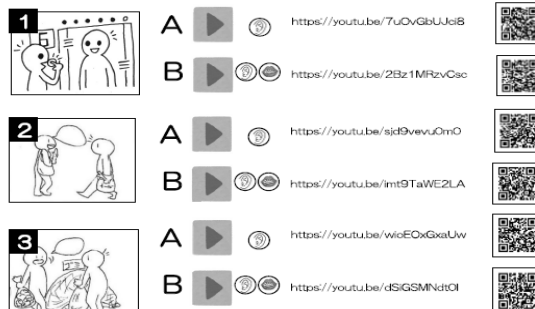 1
A
https://youtu.be/7uOvGbUJci8
B
https://youtu.be/2Bz1MRzvCsc
2
A
https://youtu.be/sjd9vevu0m0
B
https://youtu.be/imt9TaWE2LA
3
A
https://youtu.be/wioEOxGxaUw
B
https://youtu.be/dSiGSMNdtOI